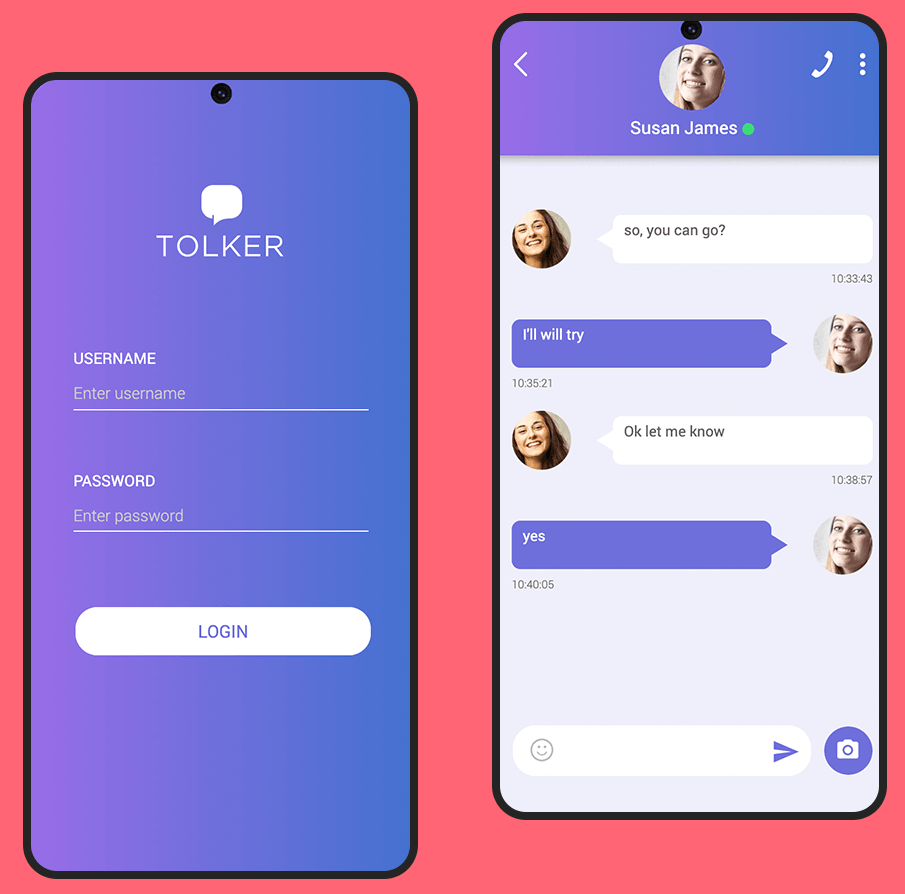 TOLKER
USERNAME
Enter username
PASSWORD
Enter password
LOGIN
Susan James
so, you can go?
10:33:43
I'll will try
10:35:21
Ok let me know
10:38:57
yes
10:40:05